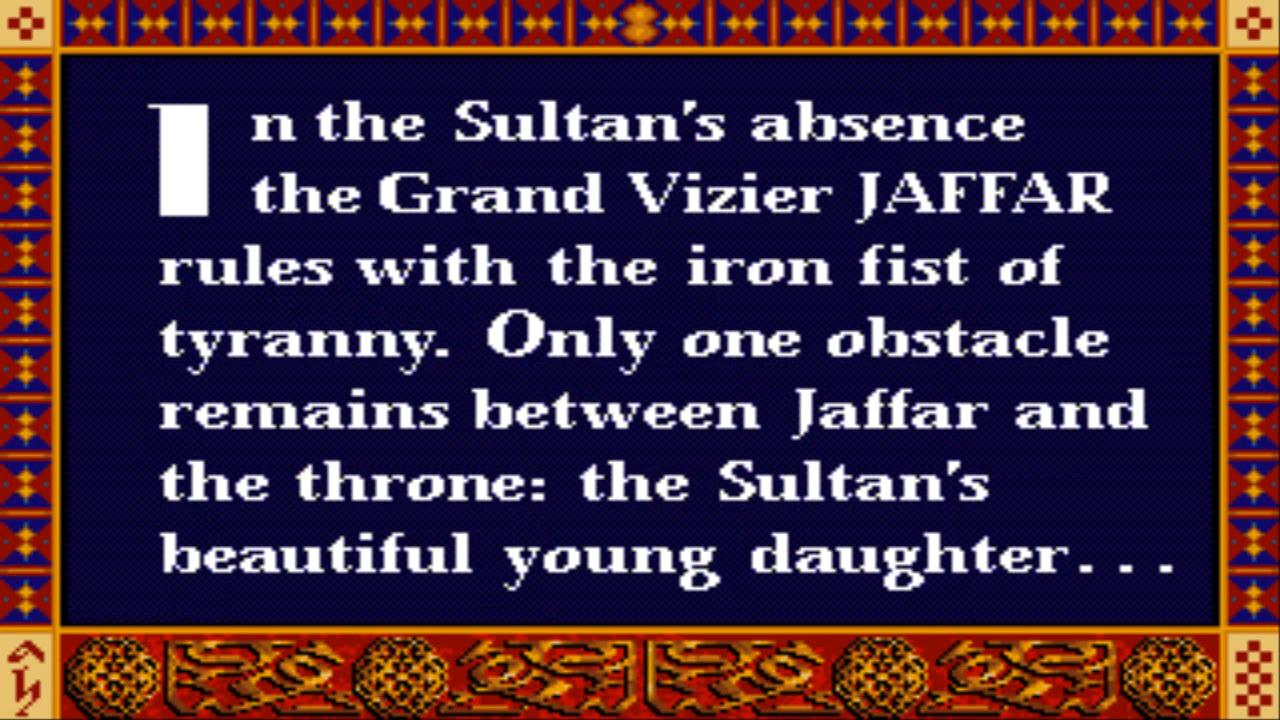 In the Sultan's absence
the Grand Vizier JAFFAR
rules with the iron fist of
tyranny. Only one obstacle
remains between Jaffar and
the throne: the Sultan's
beautiful young daughter...